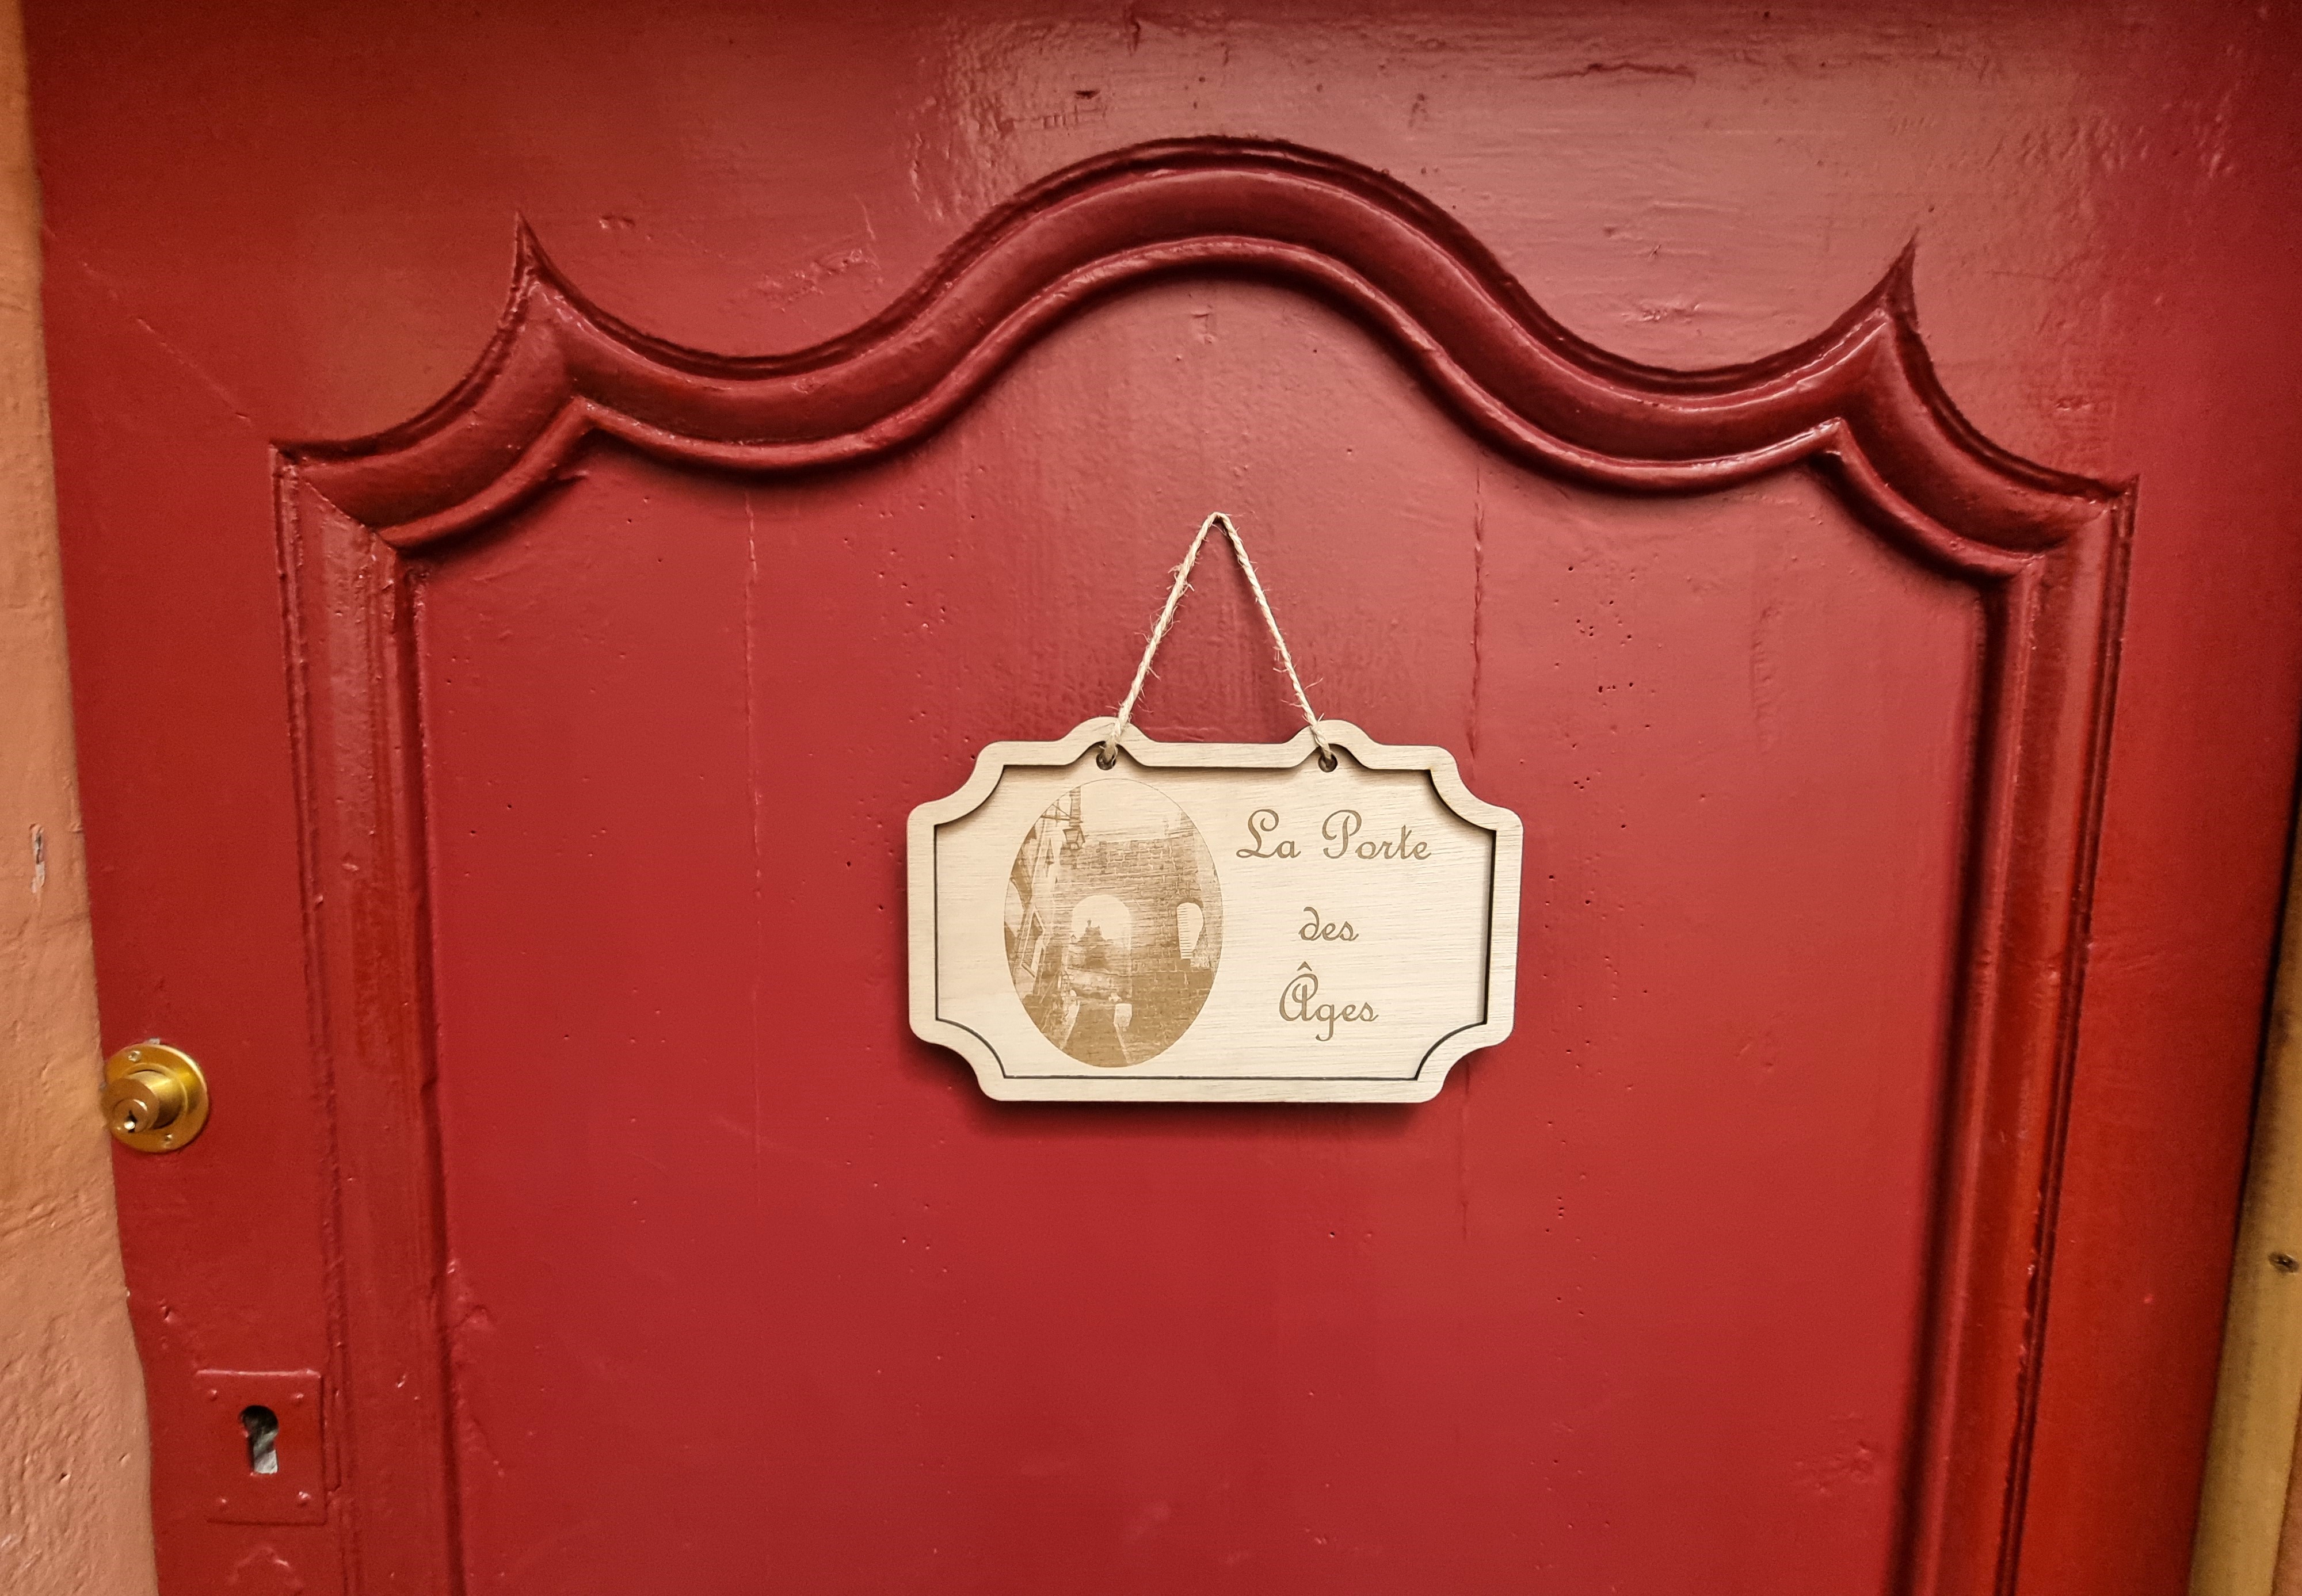 La Porte
des
Âges